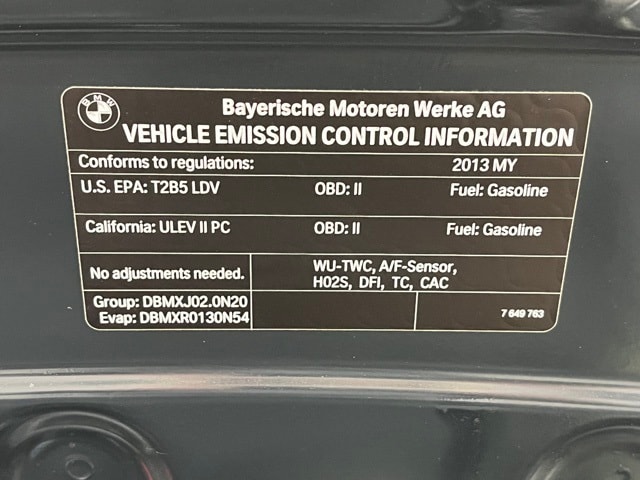 BMW
Bayerische Motoren Werke AG
VEHICLE EMISSION CONTROL INFORMATION
Conforms to regulations: 2013 MY
U.S. EPA: T2B5 LDV OBD: II Fuel: Gasoline
California: ULEV II PC OBD: II Fuel: Gasoline
No adjustments needed.
WU-TWC, A/F-Sensor,
H02S, DFI, TC, CAC
Group: DBMXJ02.0N20
Evap: DBMXR0130N54
7 649 763